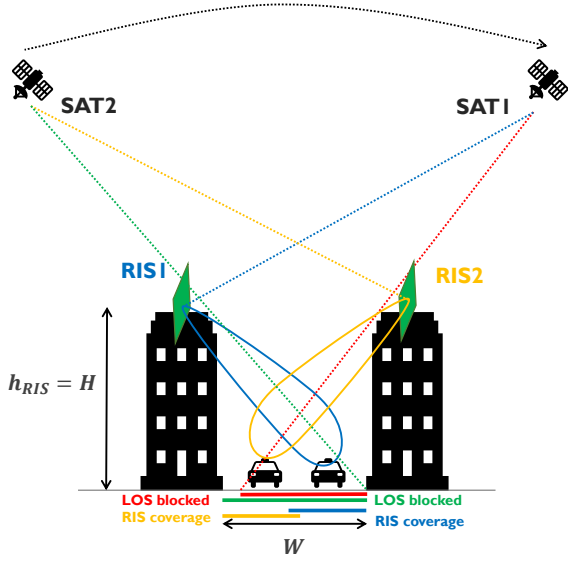 SAT2
SAT1
RIS1
RIS2
h_RIS = H
LOS blocked
LOS blocked
RIS coverage
RIS coverage
W